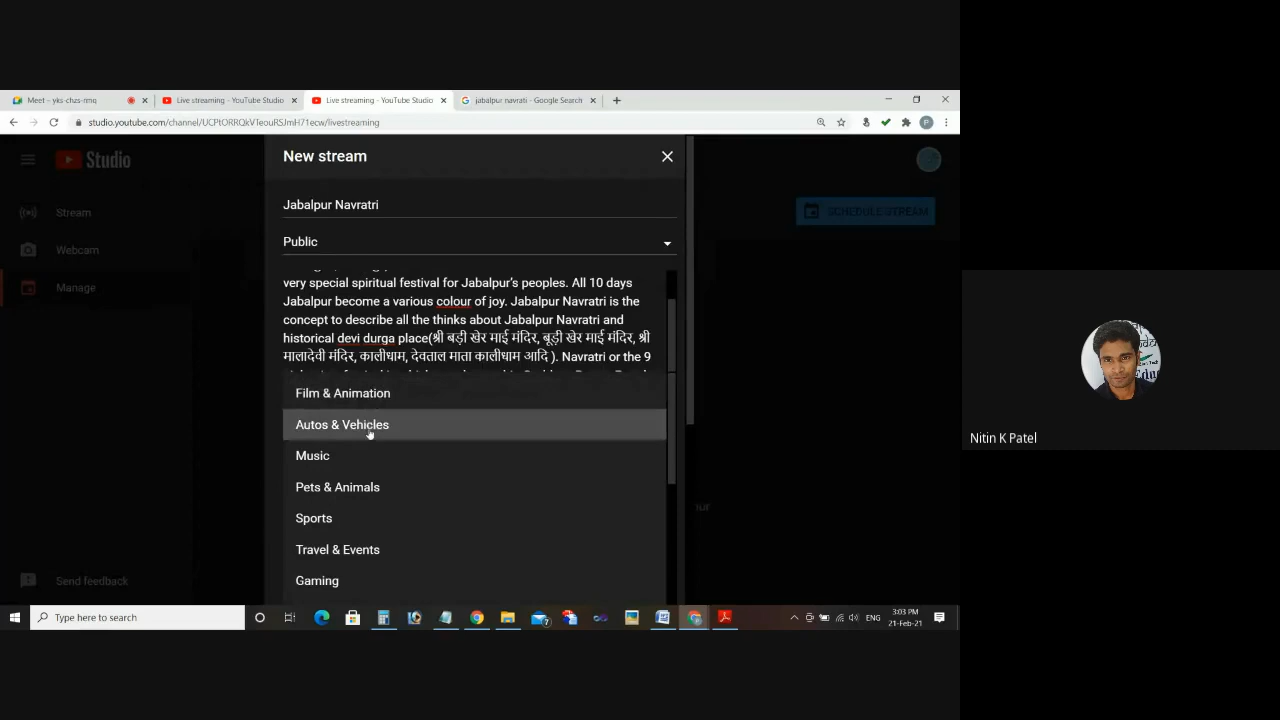 Meet – yks-chzs-rmq
Live streaming - YouTube Studio
Live streaming - YouTube Studio
jabalpur navrati - Google Search
studio.youtube.com/channel/UCPtORRQkVTeouRSJmH71ecw/livestreaming
Studio
New stream
Stream
Jabalpur Navratri
SCHEDULE STREAM
Webcam
Public
Manage
very special spiritual festival for Jabalpur's peoples. All 10 days
Jabalpur become a various colour of joy. Jabalpur Navratri is the
concept to describe all the thinks about Jabalpur Navratri and
historical devi durga place(श्री बड़ी खेर माई मंदिर, बूड़ी खेर माई मंदिर, श्री
मालादेवी मंदिर, कालीधाम, देवताल माता कालीधाम आदि ). Navratri or the 9
Film & Animation
Autos & Vehicles
Music
Pets & Animals
Sports
Travel & Events
Gaming
Send feedback
Nitin K Patel
Type here to search
ENG
3:03 PM
21-Feb-21